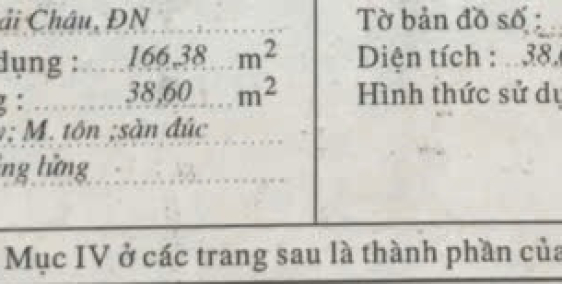 ải Châu, ĐN
dụng : 166,38 m²
: 38,60 m²
; M. tôn ;sàn đúc
ng lửng
Tờ bản đồ số :
Diện tích : 38,
Hình thức sử dụ
Mục IV ở các trang sau là thành phần của